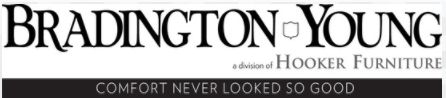 BRADINGTON YOUNG
a division of HOOKER FURNITURE
COMFORT NEVER LOOKED SO GOOD